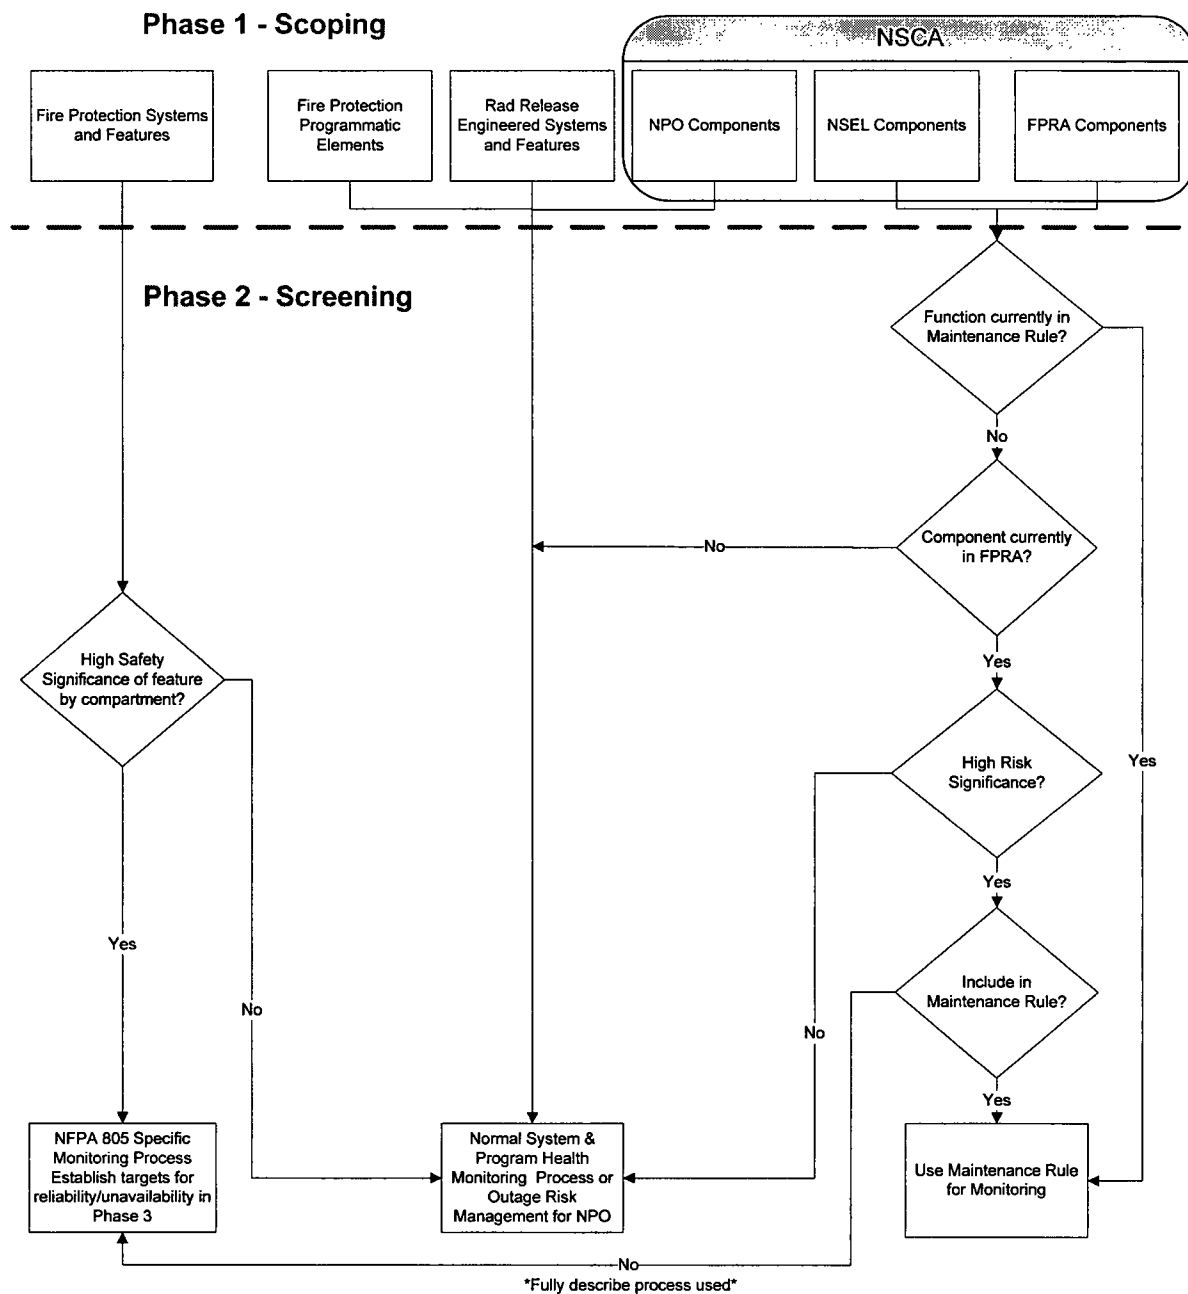 Phase 1 - Scoping
NSCA
Fire Protection Systems
and Features
Fire Protection
Programmatic
Elements
Rad Release
Engineered Systems
and Features
NPO Components
NSEL Components
FPRA Components
Phase 2 - Screening
Function currently in
Maintenance Rule?
No
Component currently
in FPRA?
No
Yes
High Safety
Significance of feature
by compartment?
High Risk
Significance?
Yes
Yes
Yes
Include in
Maintenance Rule?
No
No
Yes
NFPA 805 Specific
Monitoring Process
Establish targets for
reliability/unavailability in
Phase 3
Normal System &
Program Health
Monitoring Process or
Outage Risk
Management for NPO
Use Maintenance Rule
for Monitoring
No
*Fully describe process used*